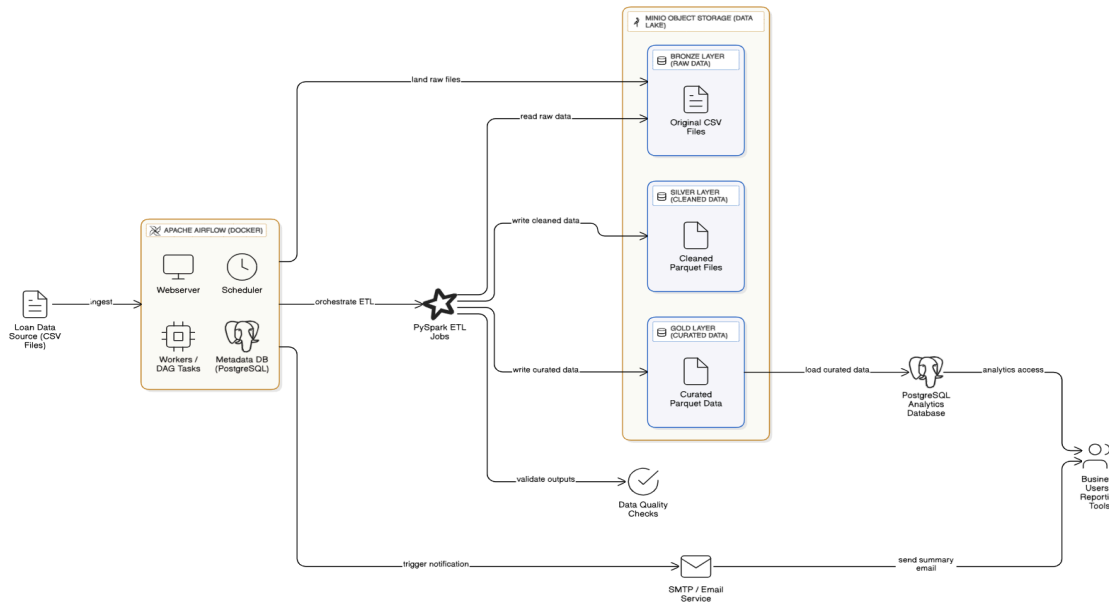 MINIO OBJECT STORAGE (DATA
LAKE)
BRONZE LAYER
(RAW DATA)
land raw files
read raw data
Original CSV
Files
SILVER LAYER
(CLEANED DATA)
write cleaned data
Cleaned
Parquet Files
APACHE AIRFLOW (DOCKER)
Webserver
Scheduler
ingest
orchestrate ETL
Loan Data
Source (CSV
Files)
PySpark ETL
Jobs
Workers /
DAG Tasks
Metadata DB
(PostgreSQL)
GOLD LAYER
(CURATED DATA)
write curated data
Curated
Parquet Data
load curated data
PostgreSQL
Analytics
Database
analytics access
validate outputs
Data Quality
Checks
Busine
Users
Reporti
Tools
trigger notification
SMTP / Email
Service
send summary
email